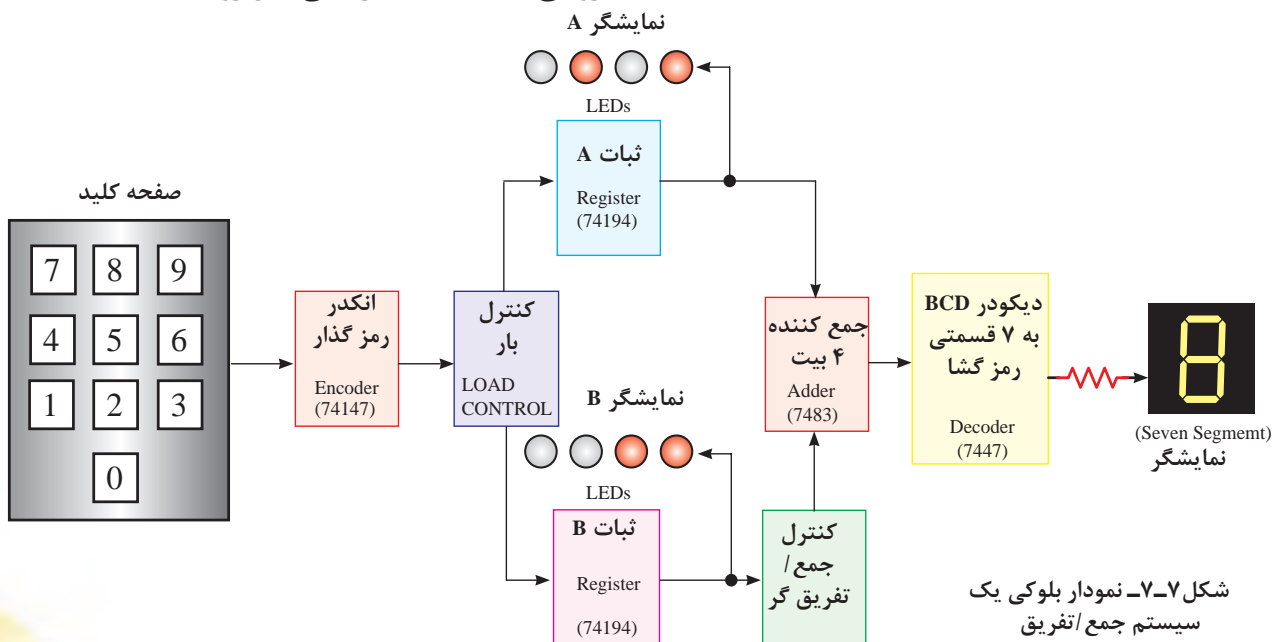 نمایشگر A
LEDs
ثبات A
Register
(74194)
صفحه کلید
7 8 9
4 5 6
1 2 3
0
انکدر
رمز گذار
Encoder
(74147)
کنترل
بار
LOAD
CONTROL
نمایشگر B
LEDs
ثبات B
Register
(74194)
جمع کننده
۴ بیت
Adder
(7483)
کنترل
جمع/
تفریق گر
دیکودر BCD
به ۷ قسمتی
رمز گشا
Decoder
(7447)
8
(Seven Segmemt)
نمایشگر
شکل ۷ـ۷ـ نمودار بلوکی یک
سیستم جمع/تفریق